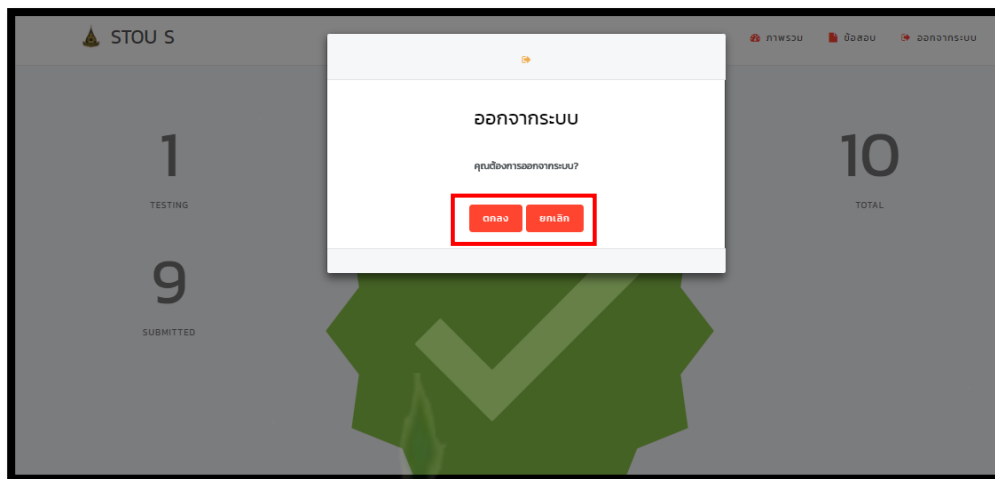 STOU S
ภาพรวม
ข้อสอบ
ออกจากระบบ
ออกจากระบบ
คุณต้องการออกจากระบบ?
ตกลง
ยกเลิก
1
TESTING
10
TOTAL
9
SUBMITTED